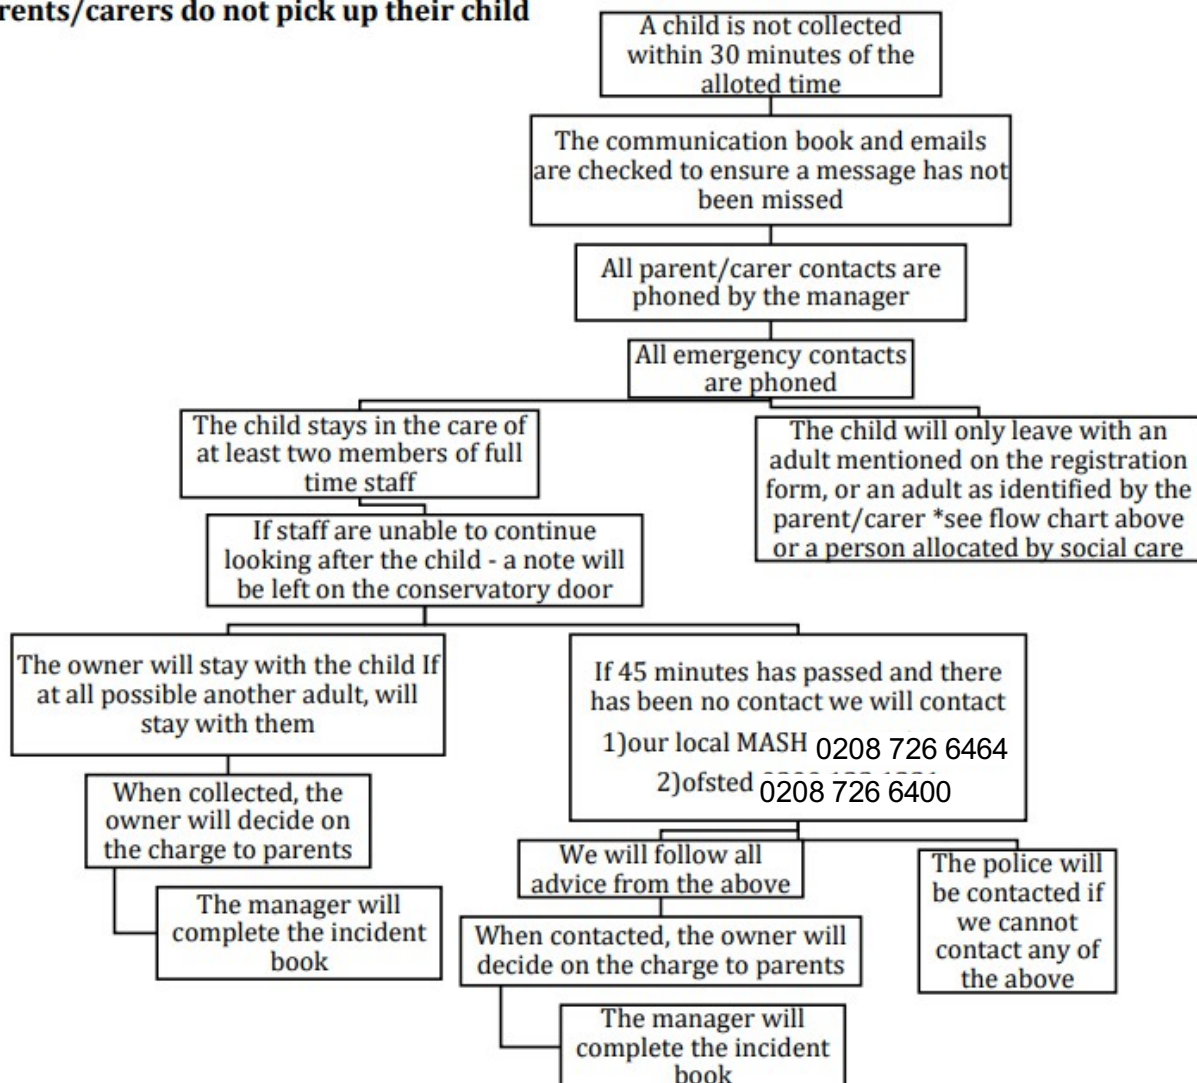 rents/carers do not pick up their child
A child is not collected
within 30 minutes of the
alloted time
The communication book and emails
are checked to ensure a message has not
been missed
All parent/carer contacts are
phoned by the manager
All emergency contacts
are phoned
The child stays in the care of
at least two members of full
time staff
The child will only leave with an
adult mentioned on the registration
form, or an adult as identified by the
parent/carer *see flow chart above
or a person allocated by social care
If staff are unable to continue
looking after the child - a note will
be left on the conservatory door
The owner will stay with the child If
at all possible another adult, will
stay with them
If 45 minutes has passed and there
has been no contact we will contact
1)our local MASH 0208 726 6464
2)ofsted 0208 726 6400
When collected, the
owner will decide on
the charge to parents
The manager will
complete the incident
book
We will follow all
advice from the above
When contacted, the owner will
decide on the charge to parents
The manager will
complete the incident
book
The police will
be contacted if
we cannot
contact any of
the above